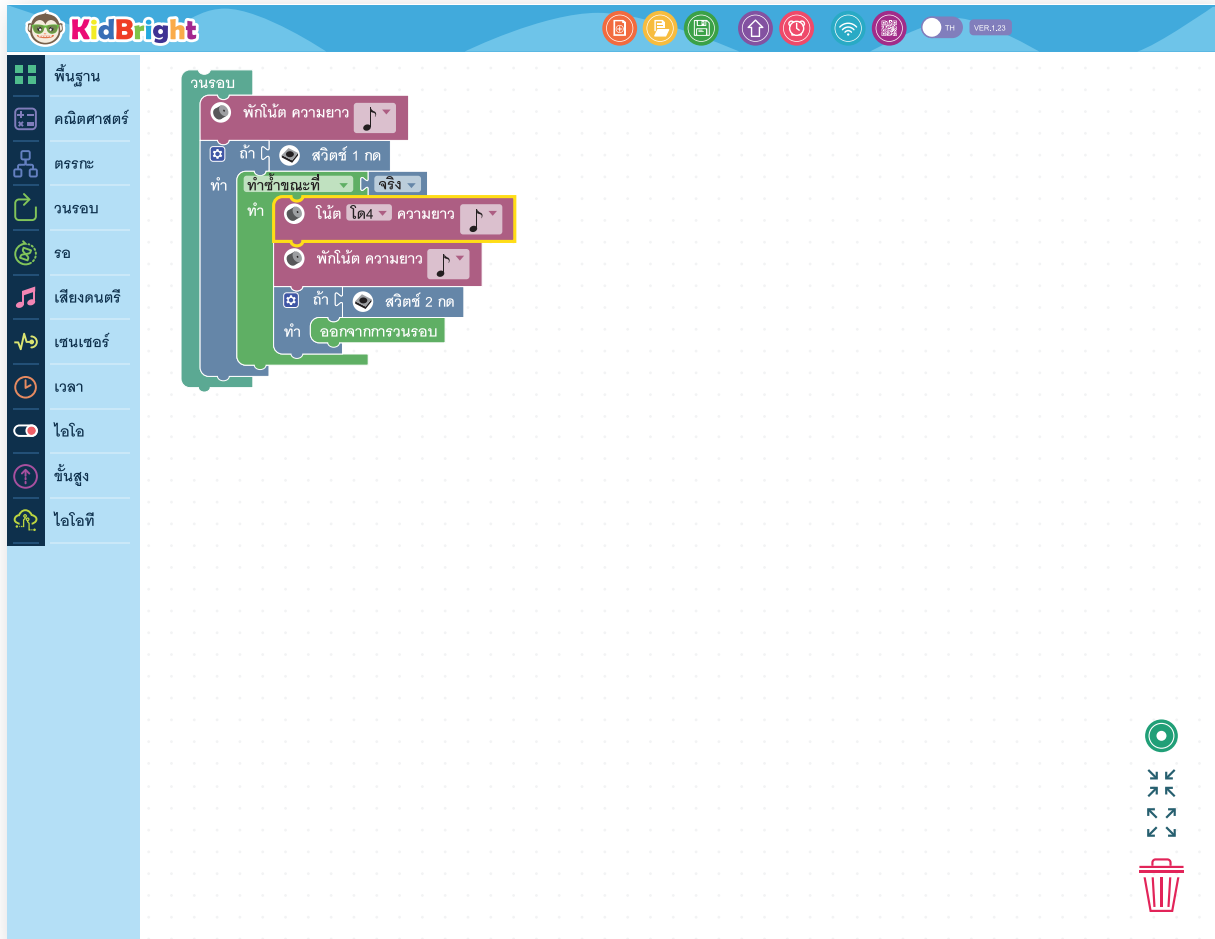 KidBright
TH
VER.1.23
พื้นฐาน
คณิตศาสตร์
ตรรกะ
วนรอบ
รอ
เสียงดนตรี
เซนเซอร์
เวลา
ไอโอ
ขั้นสูง
ไอโอที
วนรอบ
พักโน้ต ความยาว
ถ้า สวิตช์ 1 กด
ทำ ทำซ้ำขณะที่ จริง
ทำ โน้ต โด4 ความยาว
พักโน้ต ความยาว
ถ้า สวิตช์ 2 กด
ทำ ออกจากการวนรอบ